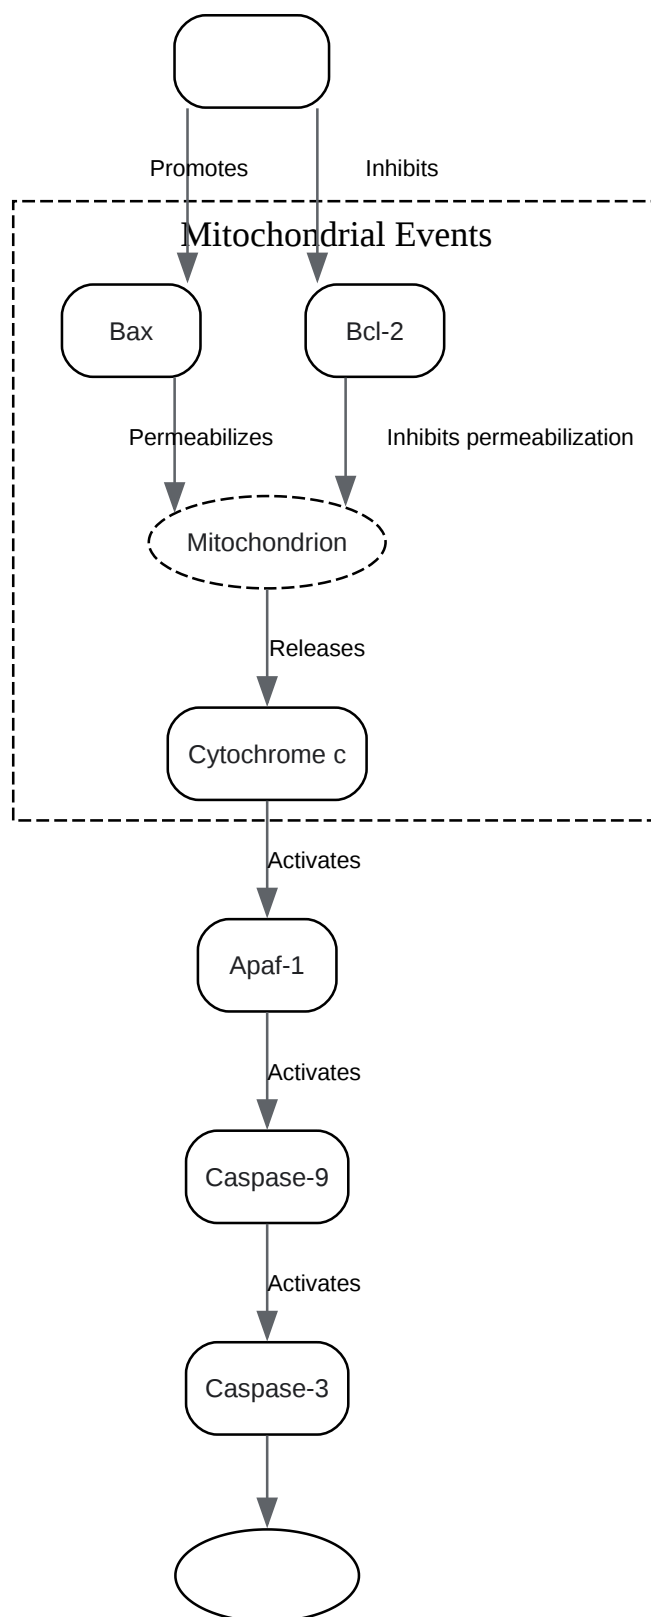 Promotes
Inhibits
Mitochondrial Events
Bax
Bcl-2
Permeabilizes
Inhibits permeabilization
Mitochondrion
Releases
Cytochrome c
Activates
Apaf-1
Activates
Caspase-9
Activates
Caspase-3